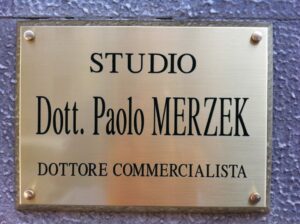 STUDIO
Dott. Paolo MERZEK
DOTTORE COMMERCIALISTA